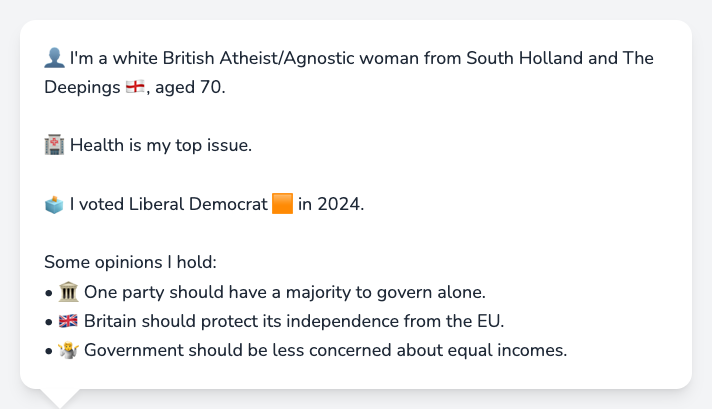 👤 I'm a white British Atheist/Agnostic woman from South Holland and The
Deepings 🏴󠁧󠁢󠁥󠁮󠁧󠁿, aged 70.
🏥 Health is my top issue.
🗳️ I voted Liberal Democrat 🟧 in 2024.
Some opinions I hold:
• 🏛️ One party should have a majority to govern alone.
• 🇬🇧 Britain should protect its independence from the EU.
• 🤷 Government should be less concerned about equal incomes.